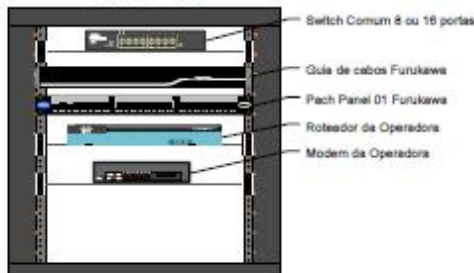 Switch Comum 8 ou 16 portas
Guia de cabos Furukawa
Pach Panel 01 Furukawa
Roteador da Operadora
Modem da Operadora